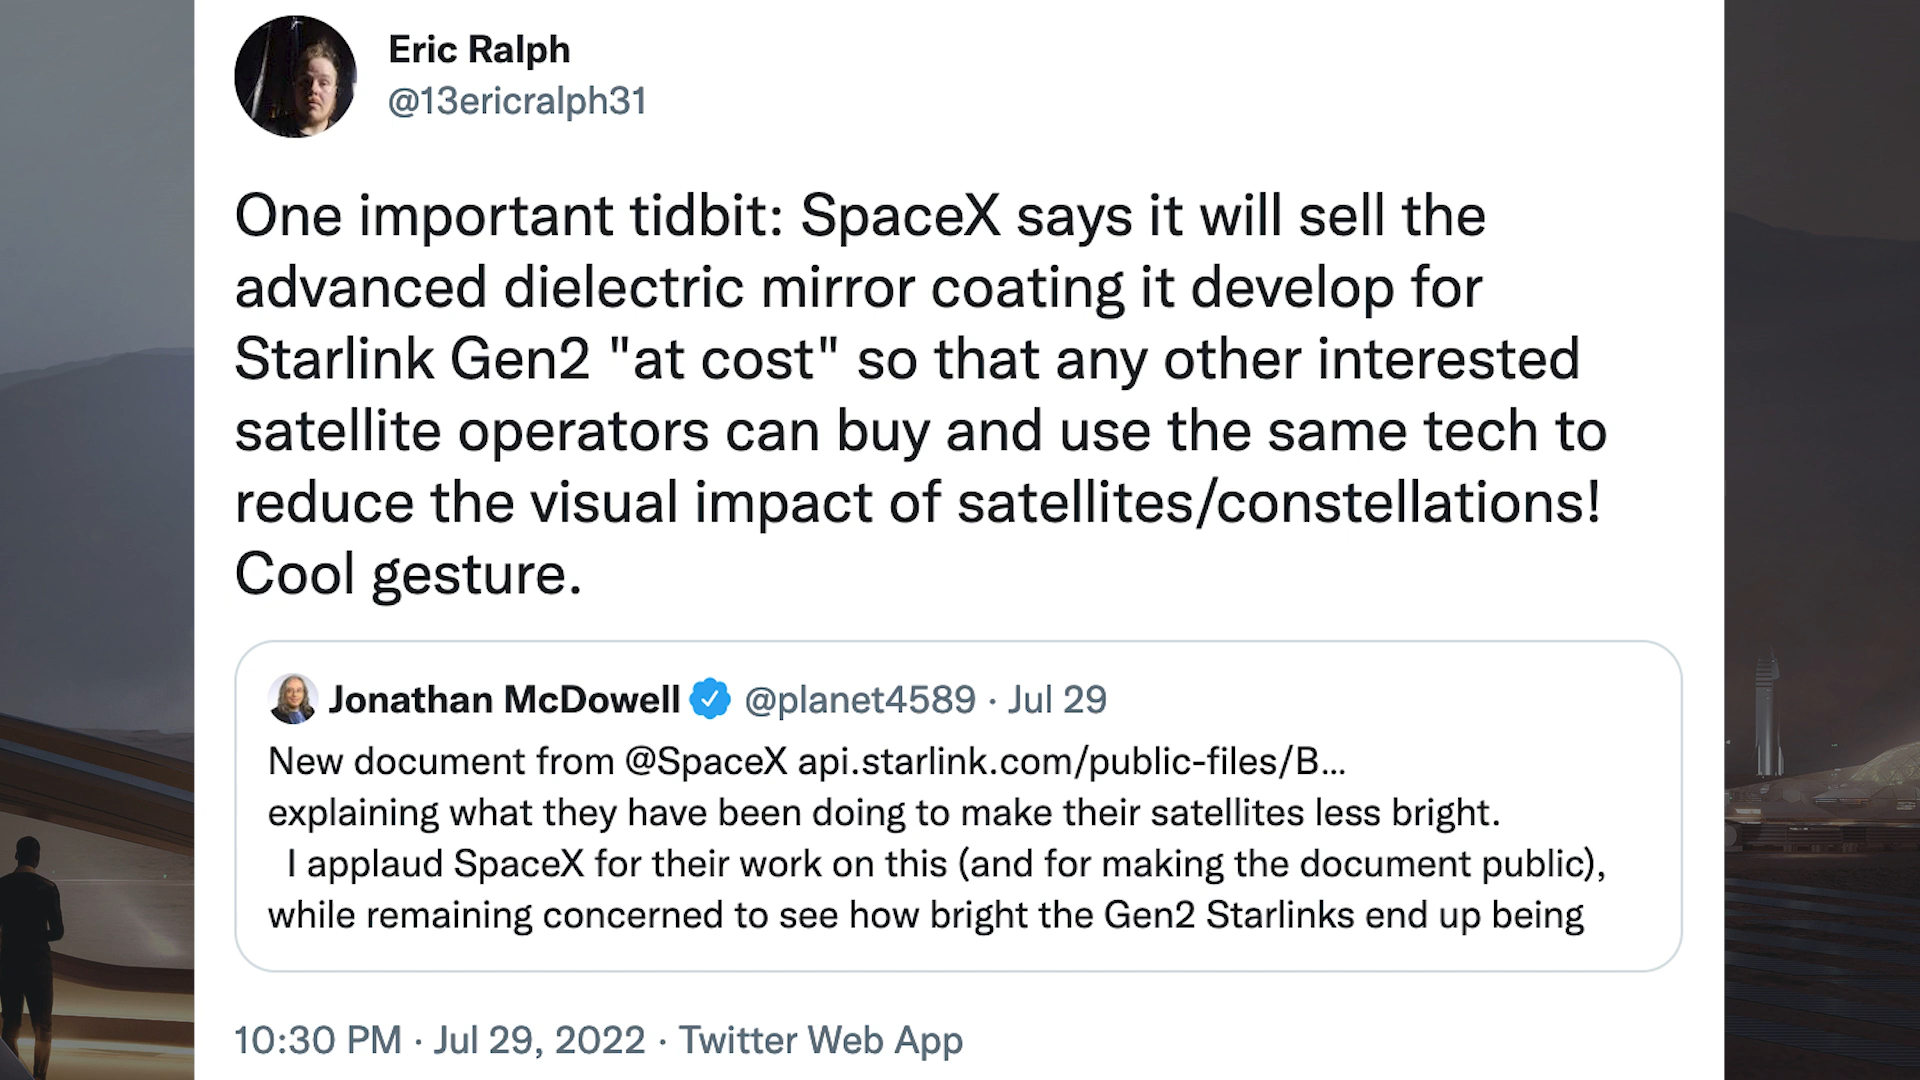 Eric Ralph
@13ericralph31
One important tidbit: SpaceX says it will sell the
advanced dielectric mirror coating it develop for
Starlink Gen2 "at cost" so that any other interested
satellite operators can buy and use the same tech to
reduce the visual impact of satellites/constellations!
Cool gesture.
Jonathan McDowell @planet4589 · Jul 29
New document from @SpaceX api.starlink.com/public-files/B...
explaining what they have been doing to make their satellites less bright.
I applaud SpaceX for their work on this (and for making the document public),
while remaining concerned to see how bright the Gen2 Starlinks end up being
10:30 PM · Jul 29, 2022 · Twitter Web App